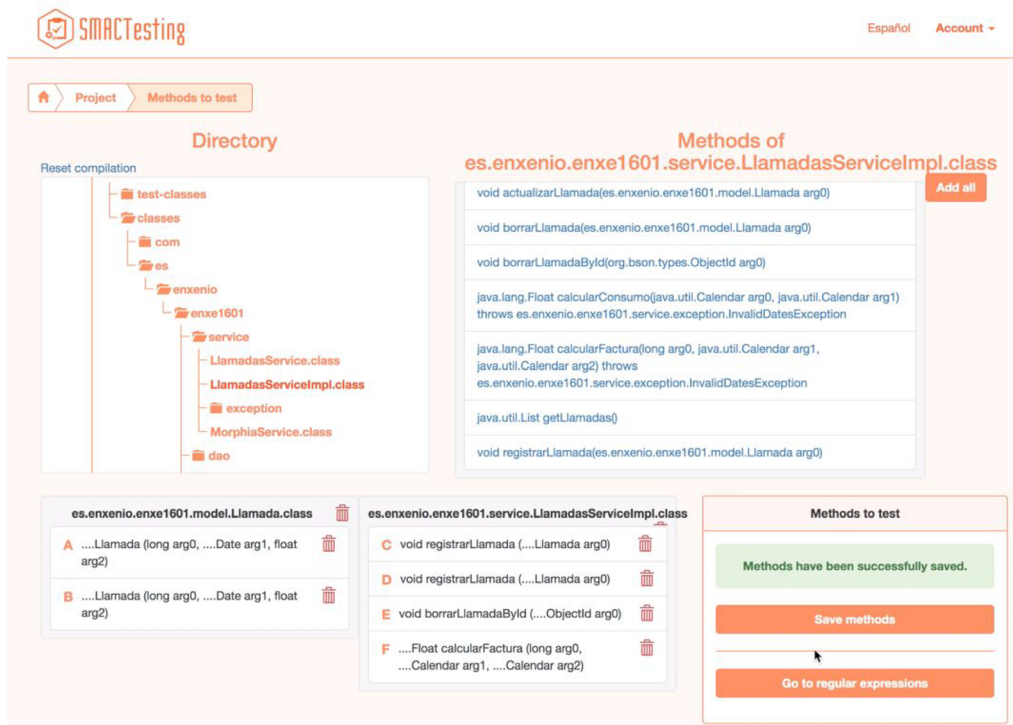 SMACTesting
Español Account
Project Methods to test
Directory
Reset compilation
test-classes
classes
com
es
enxenio
enxe1601
service
LlamadasService.class
LlamadasServiceImpl.class
exception
MorphiaService.class
dao
Methods of
es.enxenio.enxe1601.service.LlamadasServiceImpl.class
Add all
void actualizarLlamada(es.enxenio.enxe1601.model.Llamada arg0)
void borrarLlamada(es.enxenio.enxe1601.model.Llamada arg0)
void borrarLlamadaById(org.bson.types.ObjectId arg0)
java.lang.Float calcularConsumo(java.util.Calendar arg0, java.util.Calendar arg1)
throws es.enxenio.enxe1601.service.exception.InvalidDatesException
java.lang.Float calcularFactura(long arg0, java.util.Calendar arg1,
java.util.Calendar arg2) throws
es.enxenio.enxe1601.service.exception.InvalidDatesException
java.util.List getLlamadas()
void registrarLlamada(es.enxenio.enxe1601.model.Llamada arg0)
es.enxenio.enxe1601.model.Llamada.class
A ....Llamada (long arg0, ....Date arg1, float
arg2)
B ....Llamada (long arg0, ....Date arg1, float
arg2)
es.enxenio.enxe1601.service.LlamadasServiceImpl.class
C void registrarLlamada (....Llamada arg0)
D void registrarLlamada (....Llamada arg0)
E void borrarLlamadaById (....ObjectId arg0)
F ....Float calcularFactura (long arg0,
....Calendar arg1, ....Calendar arg2)
Methods to test
Methods have been successfully saved.
Save methods
Go to regular expressions